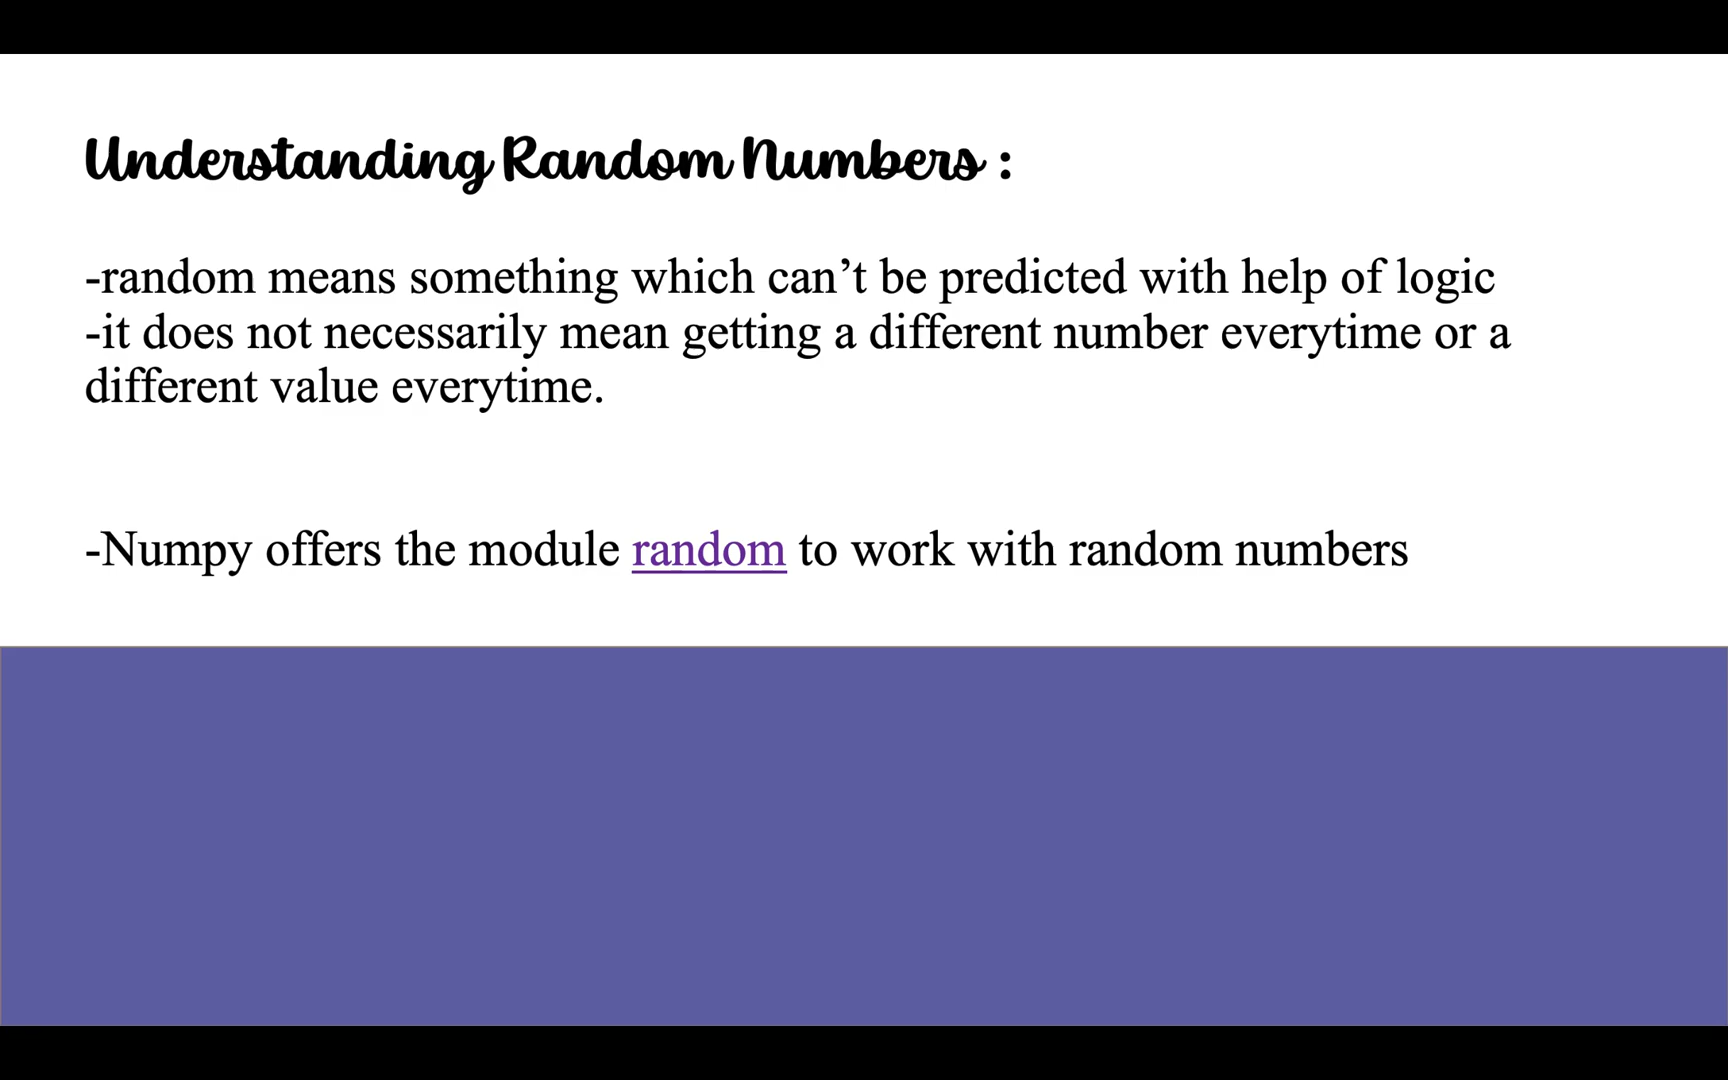 Understanding Random Numbers :
-random means something which can’t be predicted with help of logic
-it does not necessarily mean getting a different number everytime or a
different value everytime.
-Numpy offers the module random to work with random numbers